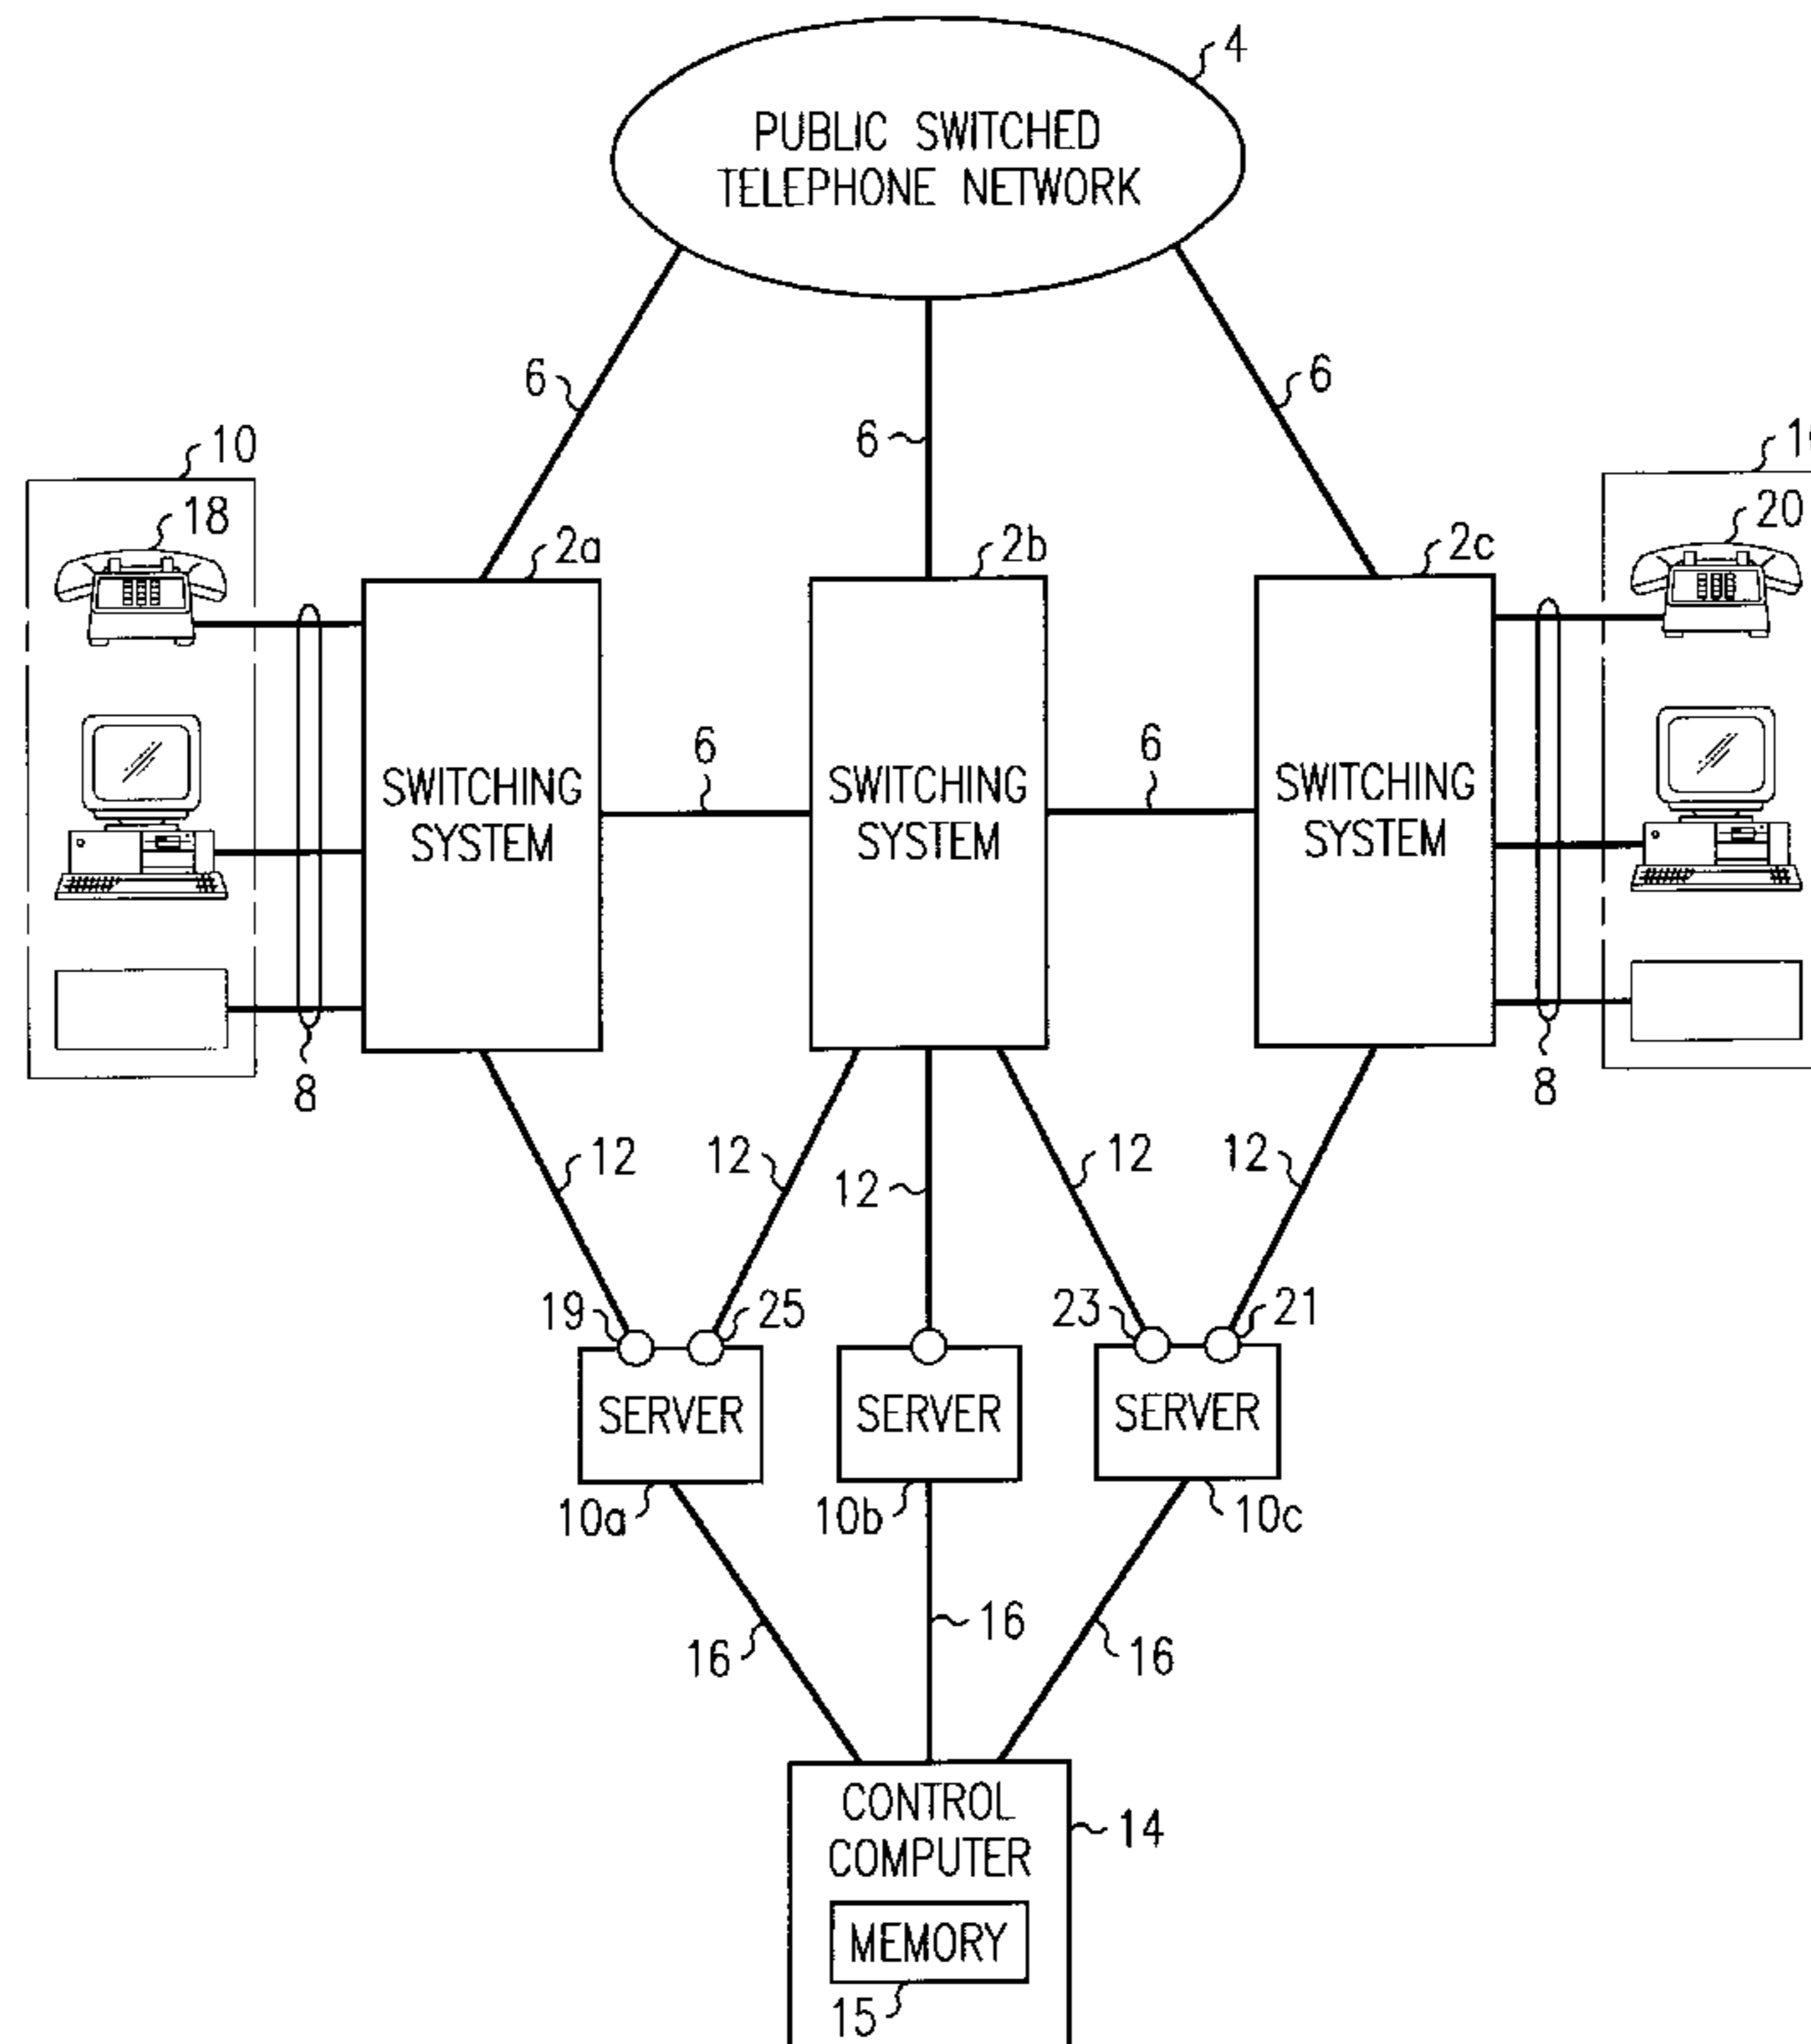 4
PUBLIC SWITCHED
TELEPHONE NETWORK
6
6
6
10
18
2a
2b
2c
20
6
6
SWITCHING
SYSTEM
SWITCHING
SYSTEM
SWITCHING
SYSTEM
8
8
12
12
12
12
12
19
25
23
21
SERVER
SERVER
SERVER
10a
10b
10c
16
16
16
CONTROL
COMPUTER
14
MEMORY
15